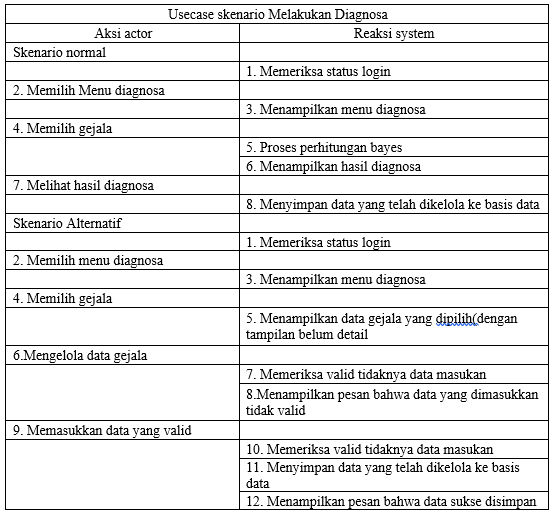 Usecase skenario Melakukan Diagnosa
Aksi actor
Reaksi system
Skenario normal
1. Memeriksa status login
2. Memilih Menu diagnosa
3. Menampilkan menu diagnosa
4. Memilih gejala
5. Proses perhitungan bayes
6. Menampilkan hasil diagnosa
7. Melihat hasil diagnosa
8. Menyimpan data yang telah dikelola ke basis data
Skenario Alternatif
1. Memeriksa status login
2. Memilih menu diagnosa
3. Menampilkan menu diagnosa
4. Memilih gejala
5. Menampilkan data gejala yang dipilih(dengan
tampilan belum detail
6.Mengelola data gejala
7. Memeriksa valid tidaknya data masukan
8.Menampilkan pesan bahwa data yang dimasukkan
tidak valid
9. Memasukkan data yang valid
10. Memeriksa valid tidaknya data masukan
11. Menyimpan data yang telah dikelola ke basis
data
12. Menampilkan pesan bahwa data sukse disimpan